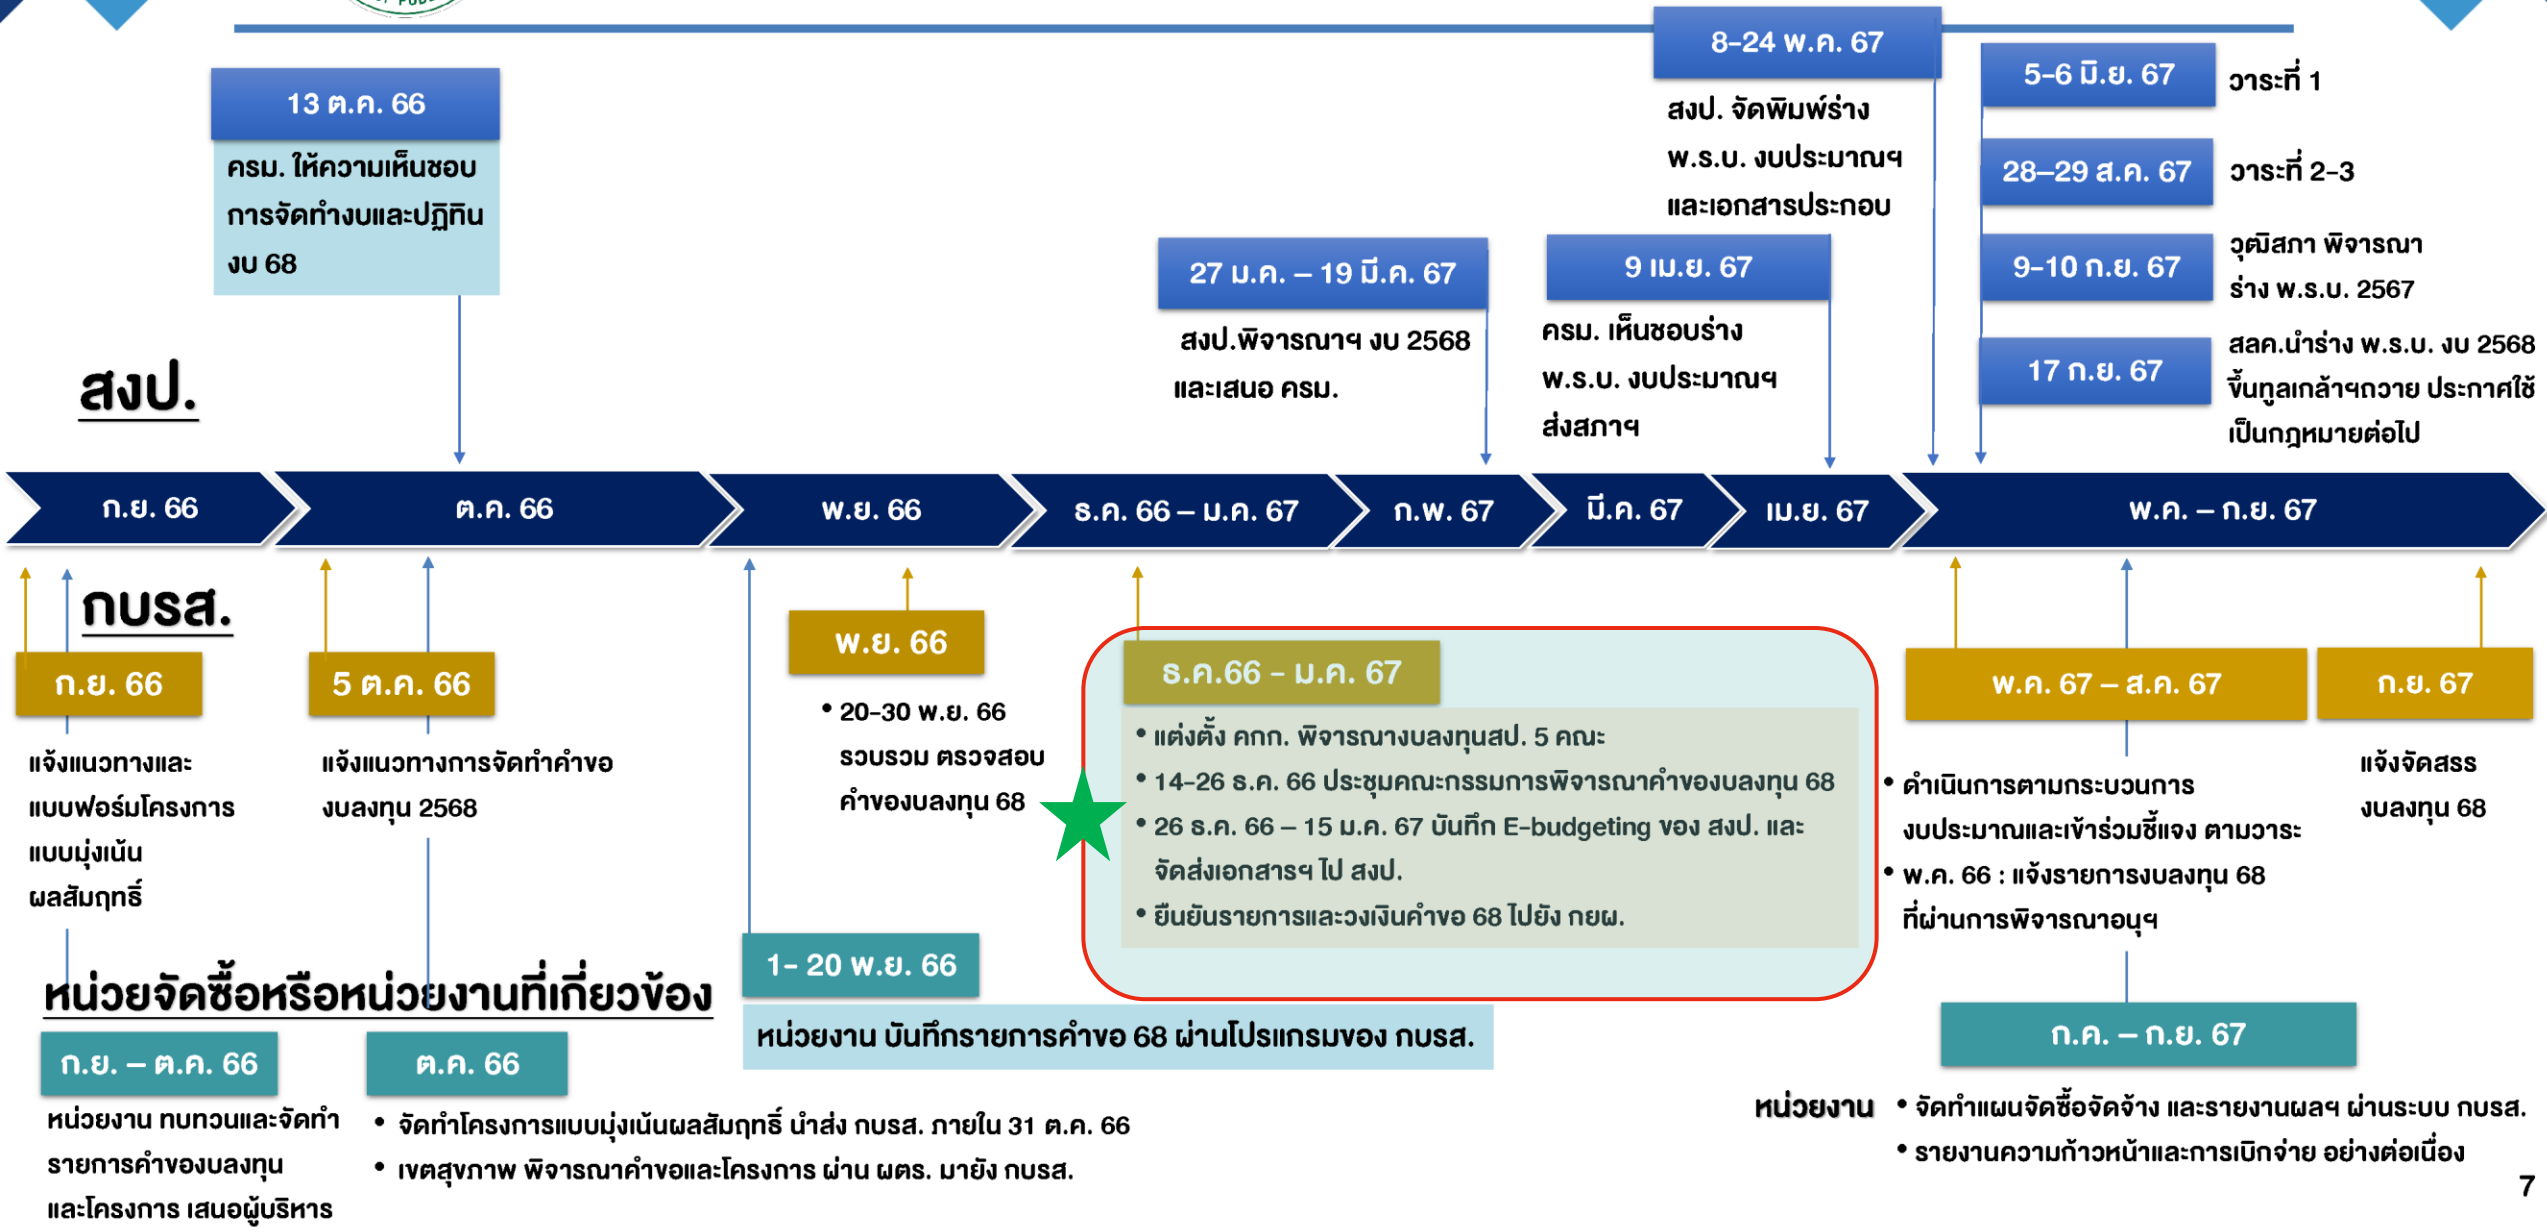 OF PUBL
8-24 พ.ค. 67
สงป. จัดพิมพ์ร่าง
พ.ร.บ. งบประมาณฯ
และเอกสารประกอบ
5-6 มิ.ย. 67
วาระที่ 1
28–29 ส.ค. 67
วาระที่ 2-3
9-10 ก.ย. 67
วุฒิสภา พิจารณา
ร่าง พ.ร.บ. 2567
17 ก.ย. 67
สลค.นำร่าง พ.ร.บ. งบ 2568
ขึ้นทูลเกล้าฯถวาย ประกาศใช้
เป็นกฎหมายต่อไป
13 ต.ค. 66
ครม. ให้ความเห็นชอบ
การจัดทำงบและปฏิทิน
งบ 68
27 ม.ค. – 19 มี.ค. 67
สงป.พิจารณาฯ งบ 2568
และเสนอ ครม.
9 เม.ย. 67
ครม. เห็นชอบร่าง
พ.ร.บ. งบประมาณฯ
ส่งสภาฯ
สงป.
ก.ย. 66
ต.ค. 66
พ.ย. 66
ธ.ค. 66 – ม.ค. 67
ก.พ. 67
มี.ค. 67
เม.ย. 67
พ.ค. – ก.ย. 67
กบรส.
ก.ย. 66
แจ้งแนวทางและ
แบบฟอร์มโครงการ
แบบมุ่งเน้น
ผลสัมฤทธิ์
5 ต.ค. 66
แจ้งแนวทางการจัดทำคำขอ
งบลงทุน 2568
พ.ย. 66
• 20-30 พ.ย. 66
รวบรวม ตรวจสอบ
คำของบลงทุน 68
ธ.ค.66 - ม.ค. 67
• แต่งตั้ง คกก. พิจารณางบลงทุนสป. 5 คณะ
• 14-26 ธ.ค. 66 ประชุมคณะกรรมการพิจารณาคำของบลงทุน 68
• 26 ธ.ค. 66 – 15 ม.ค. 67 บันทึก E-budgeting ของ สงป. และ
จัดส่งเอกสารฯ ไป สงป.
• ยืนยันรายการและวงเงินคำขอ 68 ไปยัง กยผ.
พ.ค. 67 – ส.ค. 67
• ดำเนินการตามกระบวนการ
งบประมาณและเข้าร่วมชี้แจง ตามวาระ
• พ.ค. 66 : แจ้งรายการงบลงทุน 68
ที่ผ่านการพิจารณาอนุฯ
ก.ย. 67
แจ้งจัดสรร
งบลงทุน 68
หน่วยจัดซื้อหรือหน่วยงานที่เกี่ยวข้อง
ก.ย. – ต.ค. 66
หน่วยงาน ทบทวนและจัดทำ
รายการคำของบลงทุน
และโครงการ เสนอผู้บริหาร
ต.ค. 66
• จัดทำโครงการแบบมุ่งเน้นผลสัมฤทธิ์ นำส่ง กบรส. ภายใน 31 ต.ค. 66
• เขตสุขภาพ พิจารณาคำขอและโครงการ ผ่าน ผตร. มายัง กบรส.
1- 20 พ.ย. 66
หน่วยงาน บันทึกรายการคำขอ 68 ผ่านโปรแกรมของ กบรส.
ก.ค. – ก.ย. 67
หน่วยงาน • จัดทำแผนจัดซื้อจัดจ้าง และรายงานผลฯ ผ่านระบบ กบรส.
• รายงานความก้าวหน้าและการเบิกจ่าย อย่างต่อเนื่อง
7